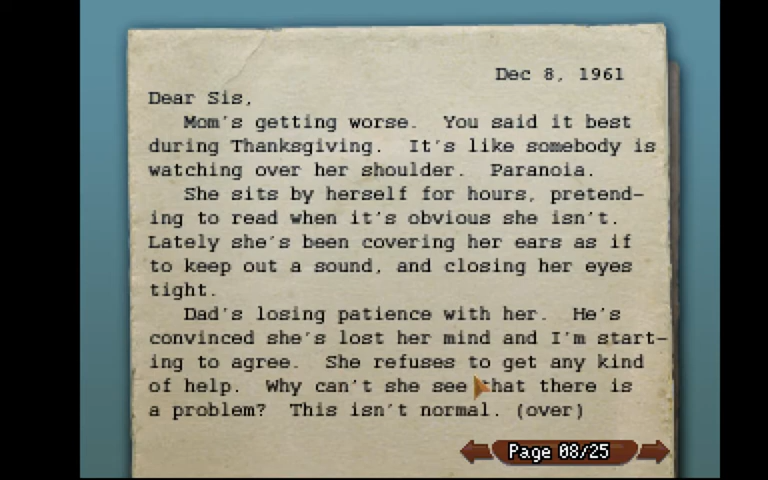 Dec 8, 1961
Dear Sis,
Mom's getting worse. You said it best
during Thanksgiving. It's like somebody is
watching over her shoulder. Paranoia.
She sits by herself for hours, pretend-
ing to read when it's obvious she isn't.
Lately she's been covering her ears as if
to keep out a sound, and closing her eyes
tight.
Dad's losing patience with her. He's
convinced she's lost her mind and I'm start-
ing to agree. She refuses to get any kind
of help. Why can't she see that there is
a problem? This isn't normal. (over)
Page 08/25